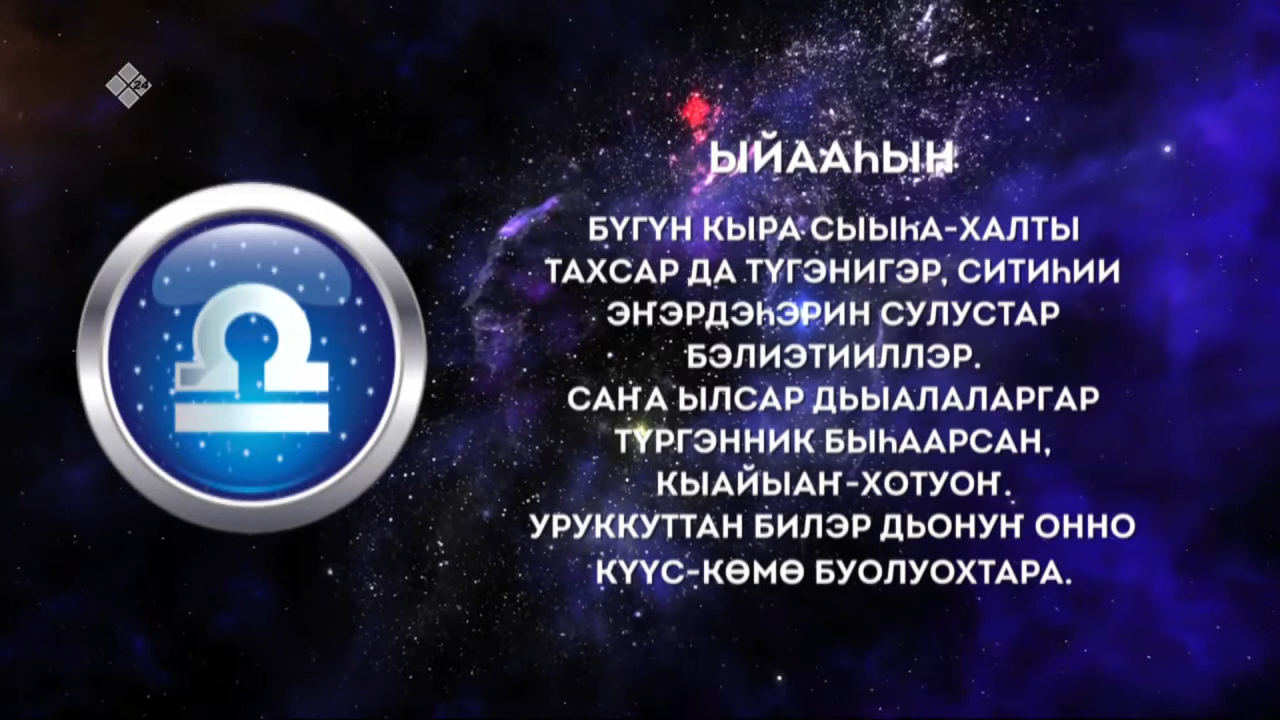 24
ЫЙААҺЫН
БҮГҮН КЫРА СЫЫҺА-ХАЛТЫ
ТАХСАР ДА ТҮГЭНИГЭР, СИТИҺИИ
ЭҤЭРДЭҺЭРИН СУЛУСТАР
БЭЛИЭТИИЛЛЭР.
САҤА ЫЛСАР ДЬЫАЛАЛАРГАР
ТҮРГЭННИК БЫҺААРСАН,
КЫАЙЫАҤ-ХОТУОҤ.
УРУККУТТАН БИЛЭР ДЬОНУҤ ОННО
КҮҮС-КӨМӨ БУОЛУОХТАРА.